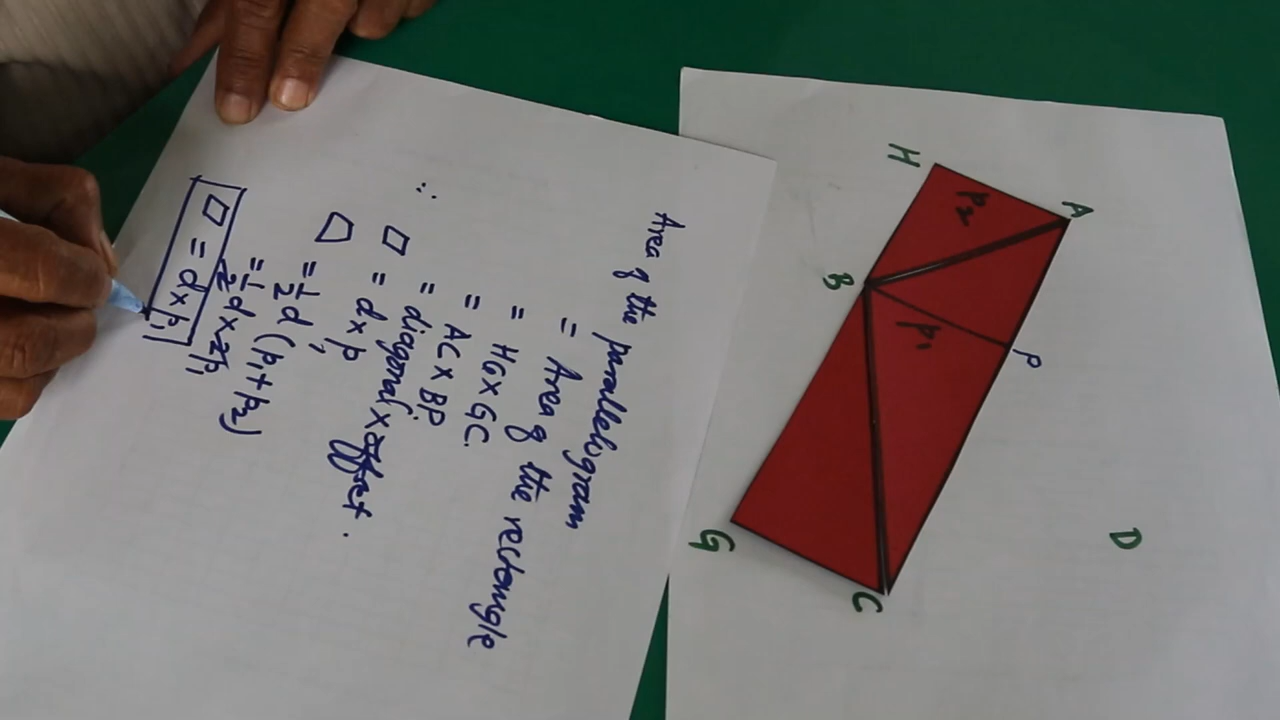 Area of the parallelogram
= Area of the rectangle
= HG x GC.
= AC x BP
∴ ▱ = diagonal x offset.
= d x p
= 1/2 d (p1 + p2)
= 1/2 d x 2p1
▱ = d x p1
H
A
p2
B
p1
P
G
C
D